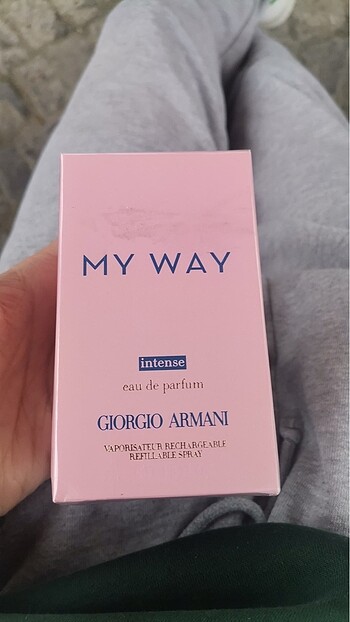 MY WAY
intense
eau de parfum
GIORGIO ARMANI
VAPORISATEUR RECHARGEABLE
REFILLABLE SPRAY